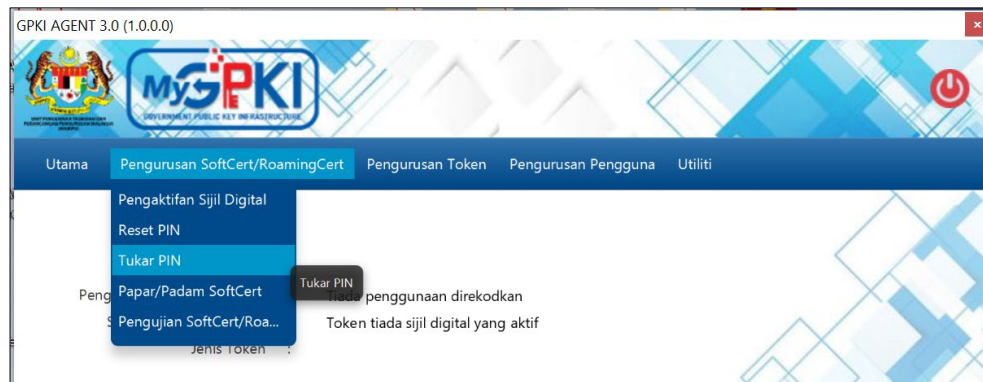 GPKI AGENT 3.0 (1.0.0.0)
MyGPKI
GOVERNMENT PUBLIC KEY INFRASTRUCTURE
Utama Pengurusan SoftCert/RoamingCert Pengurusan Token Pengurusan Pengguna Utiliti
Pengaktifan Sijil Digital
Reset PIN
Tukar PIN
Tukar PIN
Peng Papar/Padam SoftCert Tiada penggunaan direkodkan
S Pengujian SoftCert/Roa... Token tiada sijil digital yang aktif
Jenis Token :